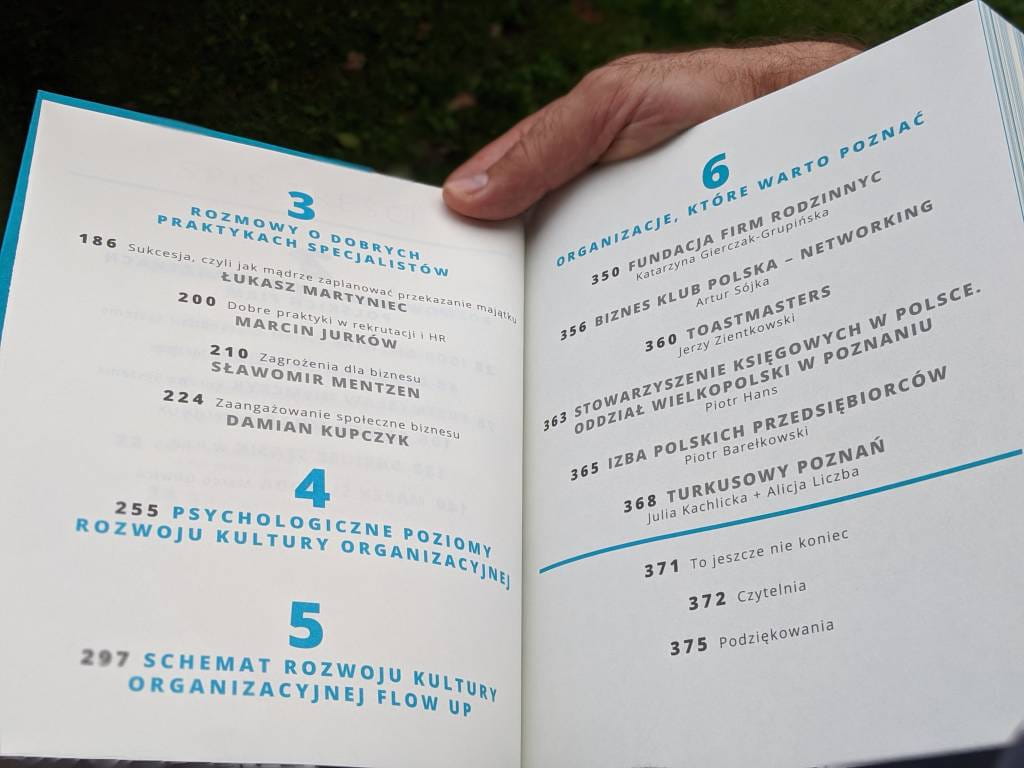 3
ROZMOWY O DOBRYCH
PRAKTYKACH SPECJALISTÓW
186 Sukcesja, czyli jak mądrze zaplanować przekazanie majątku
ŁUKASZ MARTYNIEC
200 Dobre praktyki w rekrutacji i HR
MARCIN JURKÓW
210 Zagrożenia dla biznesu
SŁAWOMIR MENTZEN
224 Zaangażowanie społeczne biznesu
DAMIAN KUPCZYK
4
255 PSYCHOLOGICZNE POZIOMY
ROZWOJU KULTURY ORGANIZACYJNEJ
5
297 SCHEMAT ROZWOJU KULTURY
ORGANIZACYJNEJ FLOW UP
6
ORGANIZACJE, KTÓRE WARTO POZNAĆ
350 FUNDACJA FIRM RODZINNYC
Katarzyna Gierczak-Grupińska
356 BIZNES KLUB POLSKA – NETWORKING
Artur Sójka
360 TOASTMASTERS
Jerzy Zientkowski
363 STOWARZYSZENIE KSIĘGOWYCH W POLSCE.
ODDZIAŁ WIELKOPOLSKI W POZNANIU
Piotr Hans
365 IZBA POLSKICH PRZEDSIĘBIORCÓW
Piotr Barełkowski
368 TURKUSOWY POZNAŃ
Julia Kachlicka + Alicja Liczba
371 To jeszcze nie koniec
372 Czytelnia
375 Podziękowania